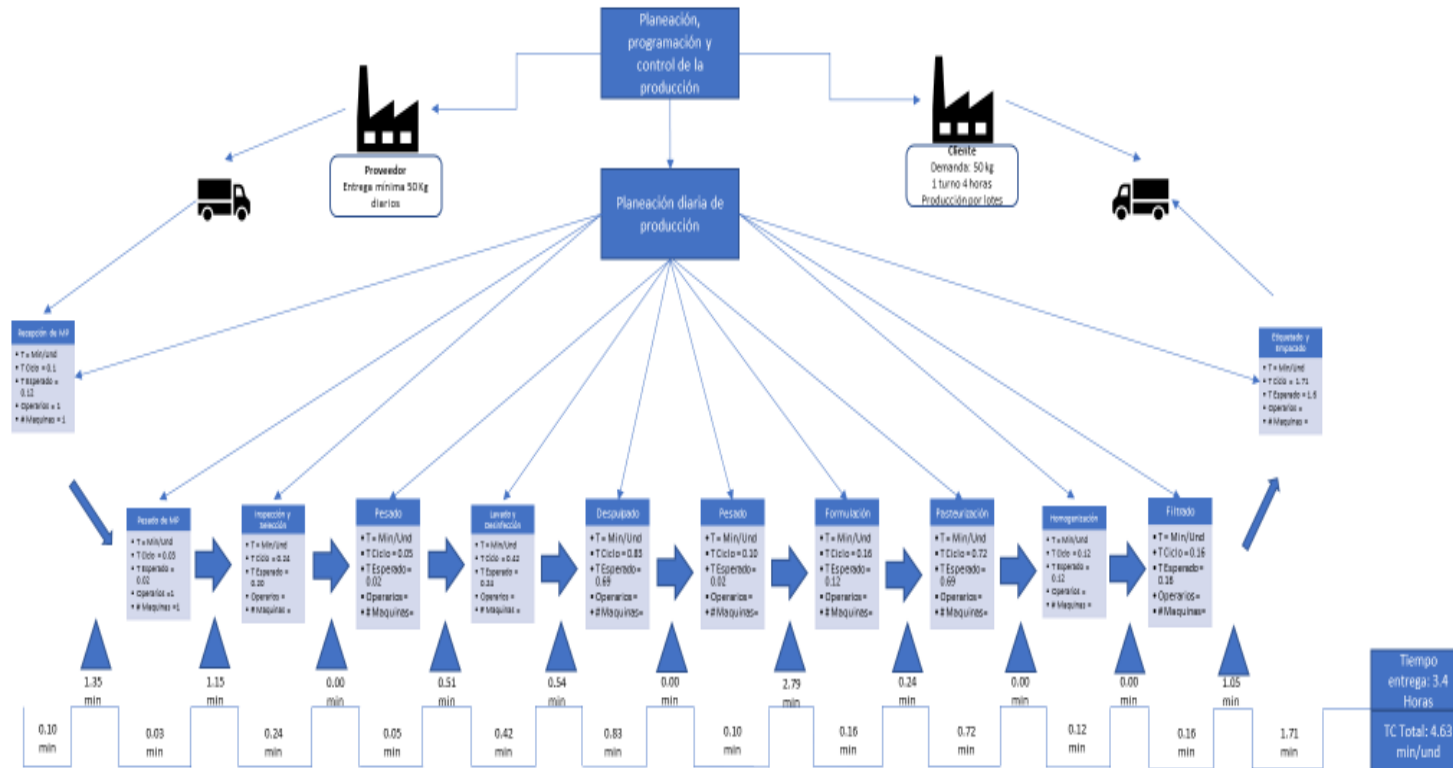 Planeación,
programación y
control de la
producción
Proveedor
Entrega mínima 50 Kg
diarios
Cliente
Demanda: 50 kg
1 turno 4 horas
Producción por lotes
Planeación diaria de
producción
Recepción de MP
• T = Min/Und
• T Ciclo = 0.1
• T Esperado =
0.12
• Operarios = 1
• # Maquinas = 1
Etiquetado y
Empacado
• T = Min/Und
• T Ciclo = 1.71
• T Esperado = 1.6
• Operarios =
• # Maquinas =
Pesado de MP
• T = Min/Und
• T Ciclo = 0.03
• T Esperado =
0.02
• Operarios =1
• # Maquinas =1
Inspección y
Selección
• T = Min/Und
• T Ciclo = 0.24
• T Esperado =
0.20
• Operarios =
• # Maquinas =
Pesado
• T = Min/Und
• T Ciclo = 0.05
• T Esperado =
0.02
• Operarios=
• # Maquinas=
Lavado y
Desinfección
• T = Min/Und
• T Ciclo = 0.42
• T Esperado =
• Operarios =
• # Maquinas =
Despulpado
• T = Min/Und
• T Ciclo = 0.83
• T Esperado =
0.69
• Operarios=
• # Maquinas=
Pesado
• T = Min/Und
• T Ciclo = 0.10
• T Esperado =
0.02
• Operarios=
• # Maquinas=
Formulación
• T = Min/Und
• T Ciclo = 0.16
• T Esperado =
0.12
• Operarios=
• # Maquinas=
Pasteurización
• T = Min/Und
• T Ciclo = 0.72
• T Esperado =
0.69
• Operarios=
• # Maquinas=
Homogenización
• T = Min/Und
• T Ciclo = 0.12
• T Esperado =
0.12
• Operarios =
• # Maquinas =
Filtrado
• T = Min/Und
• T Ciclo = 0.16
• T Esperado =
0.16
• Operarios=
• # Maquinas=
1.35 min
1.15 min
0.00 min
0.51 min
0.54 min
0.00 min
2.79 min
0.24 min
0.00 min
0.00 min
1.05 min
0.10 min
0.03 min
0.24 min
0.05 min
0.42 min
0.83 min
0.10 min
0.16 min
0.72 min
0.12 min
0.16 min
1.71 min
Tiempo
entrega: 3.4
Horas
TC Total: 4.63
min/und